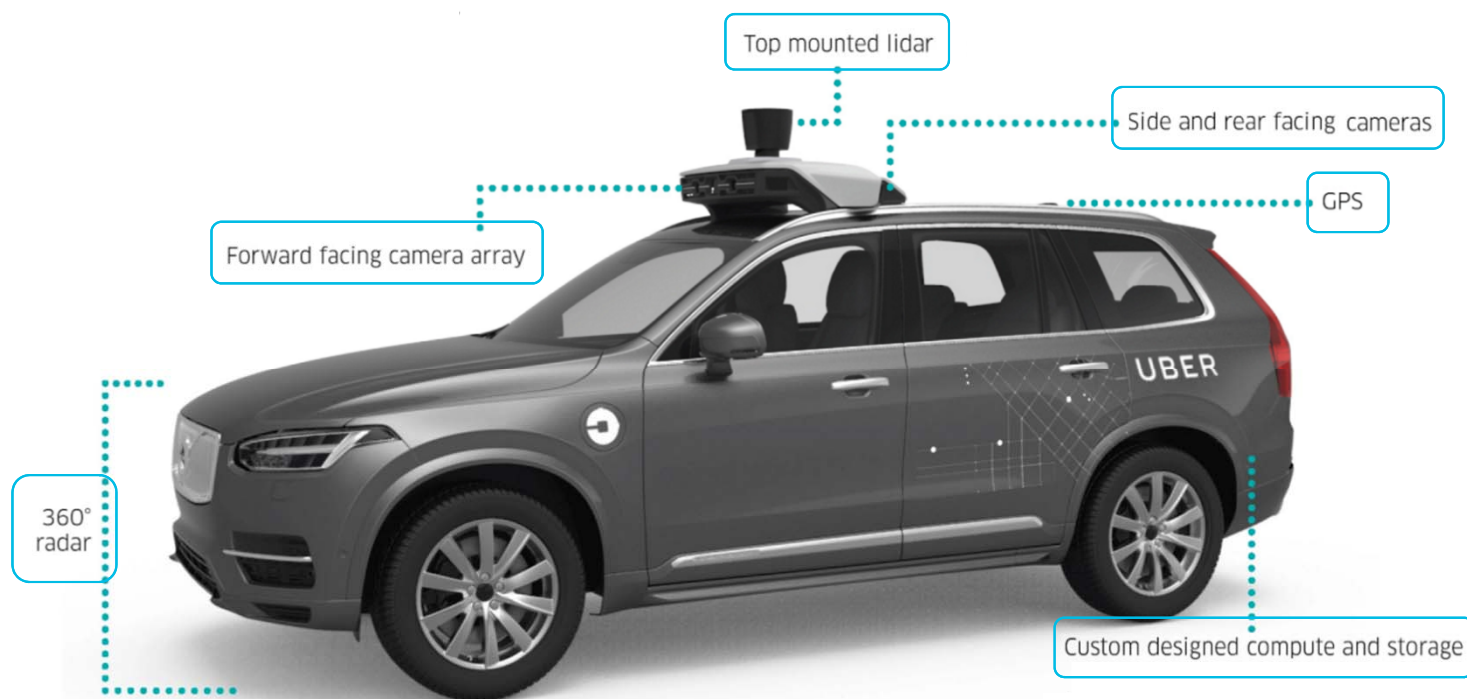 Top mounted lidar
Side and rear facing cameras
GPS
Forward facing camera array
UBER
360°
radar
Custom designed compute and storage